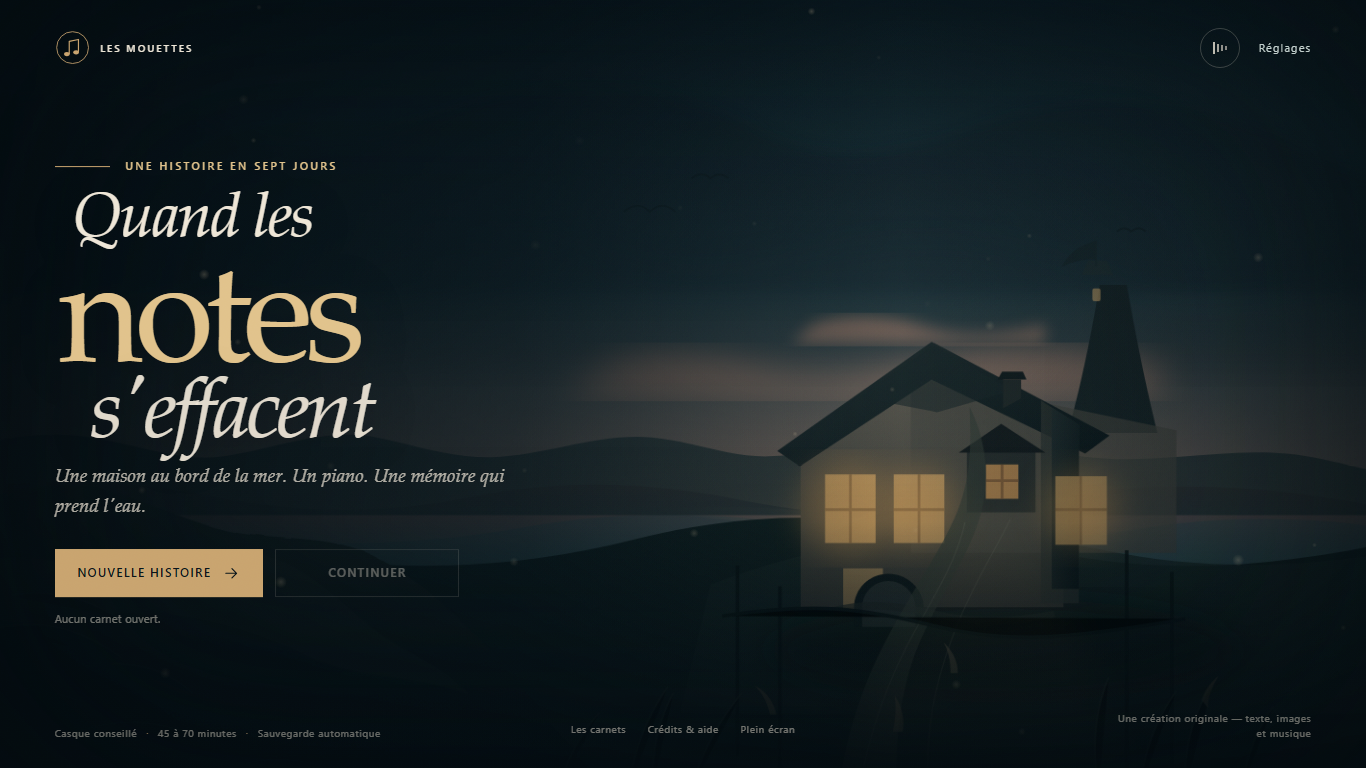 LES MOUETTES
Réglages
UNE HISTOIRE EN SEPT JOURS
Quand les
notes
s'effacent
Une maison au bord de la mer. Un piano. Une mémoire qui
prend l'eau.
NOUVELLE HISTOIRE →
CONTINUER
Aucun carnet ouvert.
Casque conseillé · 45 à 70 minutes · Sauvegarde automatique
Les carnets Crédits & aide Plein écran
Une création originale — texte, images
et musique